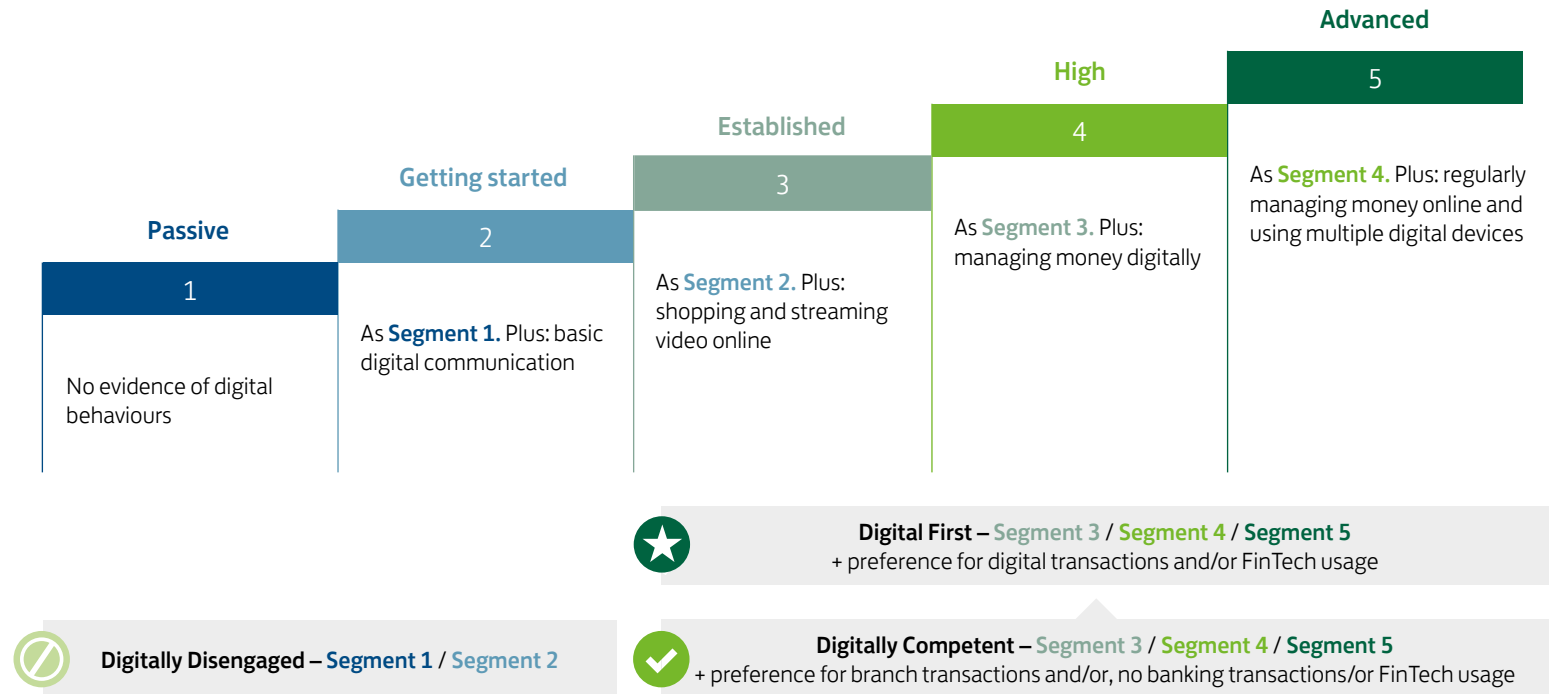 Passive
1
No evidence of digital
behaviours
Getting started
2
As Segment 1. Plus: basic
digital communication
Established
3
As Segment 2. Plus:
shopping and streaming
video online
High
4
As Segment 3. Plus:
managing money digitally
Advanced
5
As Segment 4. Plus: regularly
managing money online and
using multiple digital devices
Digital First – Segment 3 / Segment 4 / Segment 5
+ preference for digital transactions and/or FinTech usage
Digitally Disengaged – Segment 1 / Segment 2
Digitally Competent – Segment 3 / Segment 4 / Segment 5
+ preference for branch transactions and/or, no banking transactions/or FinTech usage